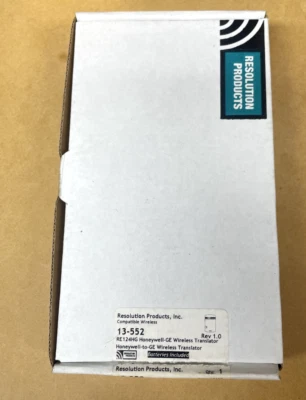 RESOLUTION
PRODUCTS
Resolution Products, Inc.
Compatible Wireless
13-552
Rev 1.0
RE124HG Honeywell-GE Wireless Translator
Honeywell-to-GE Wireless Translator
Batteries Included
Resolution Products, Inc.